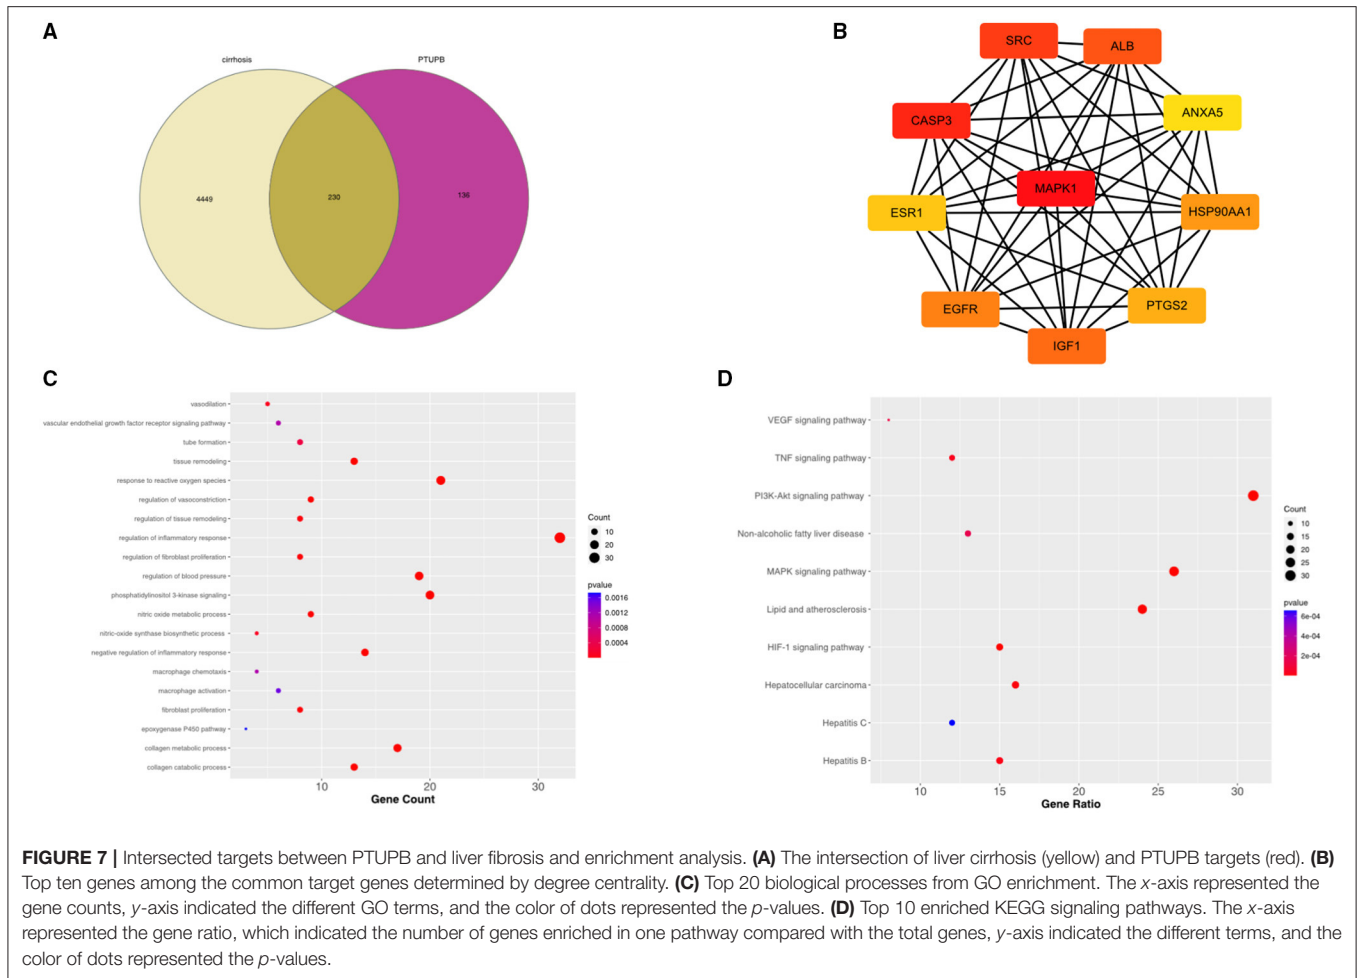 A
cirrhosis
PTUPB
4449
230
136
B
SRC
ALB
CASP3
ANXA5
MAPK1
ESR1
HSP90AA1
EGFR
PTGS2
IGF1
C
vasodilation
vascular endothelial growth factor receptor signaling pathway
tube formation
tissue remodeling
response to reactive oxygen species
regulation of vasoconstriction
regulation of tissue remodeling
regulation of inflammatory response
regulation of fibroblast proliferation
regulation of blood pressure
phosphatidylinositol 3-kinase signaling
nitric oxide metabolic process
nitric-oxide synthase biosynthetic process
negative regulation of inflammatory response
macrophage chemotaxis
macrophage activation
fibroblast proliferation
epoxygenase P450 pathway
collagen metabolic process
collagen catabolic process
10 20 30
Gene Count
Count
10
20
30
pvalue
0.0016
0.0012
0.0008
0.0004
D
VEGF signaling pathway
TNF signaling pathway
PI3K-Akt signaling pathway
Non-alcoholic fatty liver disease
MAPK signaling pathway
Lipid and atherosclerosis
HIF-1 signaling pathway
Hepatocellular carcinoma
Hepatitis C
Hepatitis B
10 15 20 25 30
Gene Ratio
Count
10
15
20
25
30
pvalue
6e-04
4e-04
2e-04
FIGURE 7 | Intersected targets between PTUPB and liver fibrosis and enrichment analysis. (A) The intersection of liver cirrhosis (yellow) and PTUPB targets (red). (B)
Top ten genes among the common target genes determined by degree centrality. (C) Top 20 biological processes from GO enrichment. The x-axis represented the
gene counts, y-axis indicated the different GO terms, and the color of dots represented the p-values. (D) Top 10 enriched KEGG signaling pathways. The x-axis
represented the gene ratio, which indicated the number of genes enriched in one pathway compared with the total genes, y-axis indicated the different terms, and the
color of dots represented the p-values.